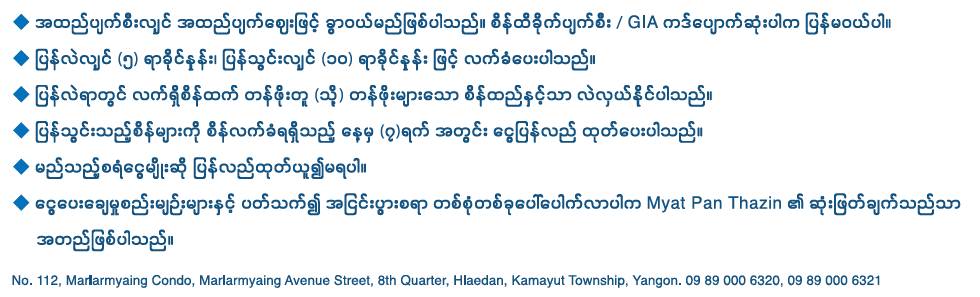 ◆ အထည်ပျက်စီးလျှင် အထည်ပျက်ဈေးဖြင့် ခွာဝယ်မည်ဖြစ်ပါသည်။ စိန်ထိခိုက်ပျက်စီး / GIA ကဒ်ပျောက်ဆုံးပါက ပြန်မဝယ်ပါ။
◆ ပြန်လဲလျှင် (၅) ရာခိုင်နှုန်း၊ ပြန်သွင်းလျှင် (၁၀) ရာခိုင်နှုန်း ဖြင့် လက်ခံပေးပါသည်။
◆ ပြန်လဲရာတွင် လက်ရှိစိန်ထက် တန်ဖိုးတူ (သို့) တန်ဖိုးများသော စိန်ထည်နှင့်သာ လဲလှယ်နိုင်ပါသည်။
◆ ပြန်သွင်းသည့်စိန်များကို စိန်လက်ခံရရှိသည့် နေ့မှ (၇)ရက် အတွင်း ငွေပြန်လည် ထုတ်ပေးပါသည်။
◆ မည်သည့်စရံငွေမျိုးဆို ပြန်လည်ထုတ်ယူ၍မရပါ။
◆ ငွေပေးချေမှုစည်းမျဉ်းများနှင့် ပတ်သက်၍ အငြင်းပွားစရာ တစ်စုံတစ်ခုပေါ်ပေါက်လာပါက Myat Pan Thazin ၏ ဆုံးဖြတ်ချက်သည်သာ
အတည်ဖြစ်ပါသည်။
No. 112, Marlarmyaing Condo, Marlarmyaing Avenue Street, 8th Quarter, Hlaedan, Kamayut Township, Yangon. 09 89 000 6320, 09 89 000 6321